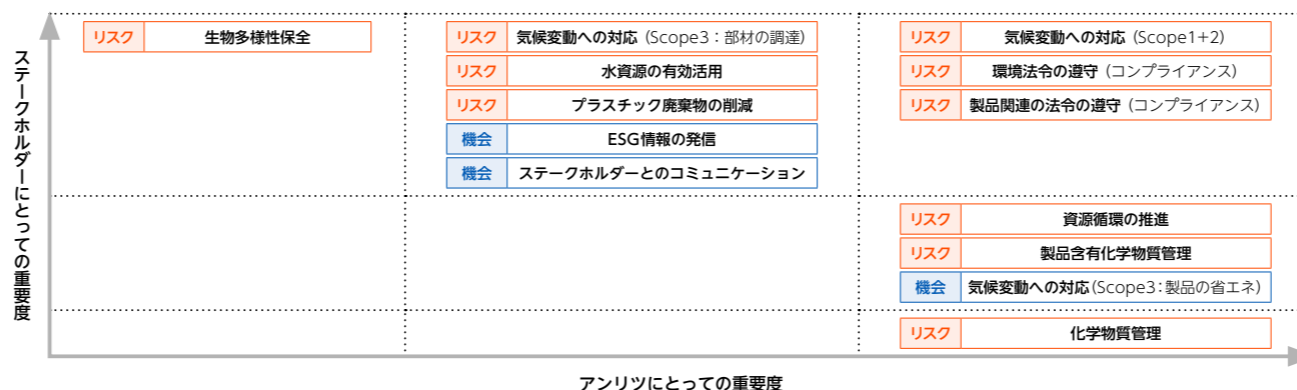 ステークホルダーにとっての重要度
リスク 生物多様性保全
リスク 気候変動への対応 (Scope3：部材の調達)
リスク 水資源の有効活用
リスク プラスチック廃棄物の削減
機会 ESG情報の発信
機会 ステークホルダーとのコミュニケーション
リスク 気候変動への対応 (Scope1+2)
リスク 環境法令の遵守 (コンプライアンス)
リスク 製品関連の法令の遵守 (コンプライアンス)
リスク 資源循環の推進
リスク 製品含有化学物質管理
機会 気候変動への対応 (Scope3：製品の省エネ)
リスク 化学物質管理
アンリツにとっての重要度